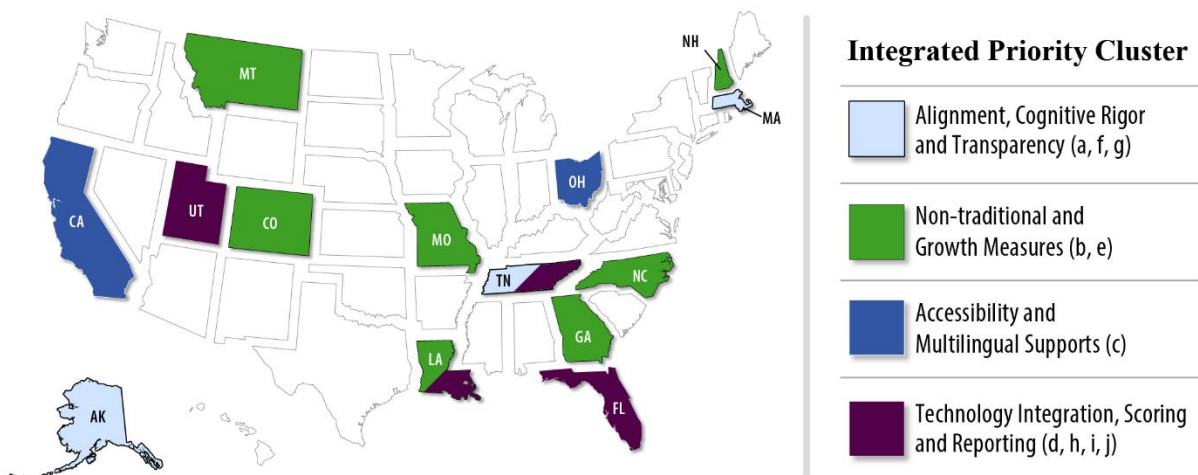 NH
MT
MA
OH
CA
UT
CO
MO
TN
NC
GA
LA
FL
AK
Integrated Priority Cluster
Alignment, Cognitive Rigor
and Transparency (a, f, g)
Non-traditional and
Growth Measures (b, e)
Accessibility and
Multilingual Supports (c)
Technology Integration, Scoring
and Reporting (d, h, i, j)